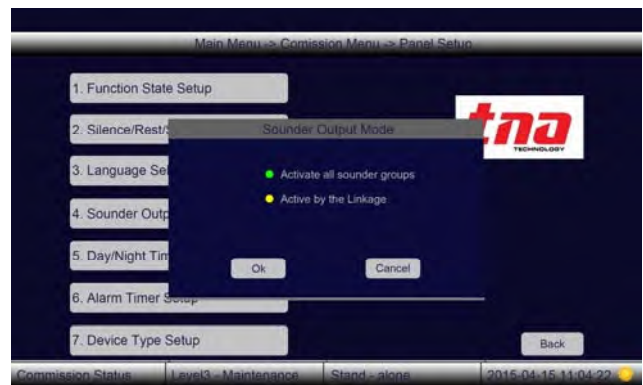 Main Menu -> Comission Menu -> Panel Setup
1. Function State Setup
2. Silence/Rest/
Sounder Output Mode
tna
TECHNOLOGY
3. Language Sel
Activate all sounder groups
4. Sounder Outp
Active by the Linkage
5. Day/Night Tim
Ok
Cancel
6. Alarm Timer Setup
7. Device Type Setup
Back
Commission Status
Level3 - Maintenance
Stand - alone
2015-04-15 11:04:22